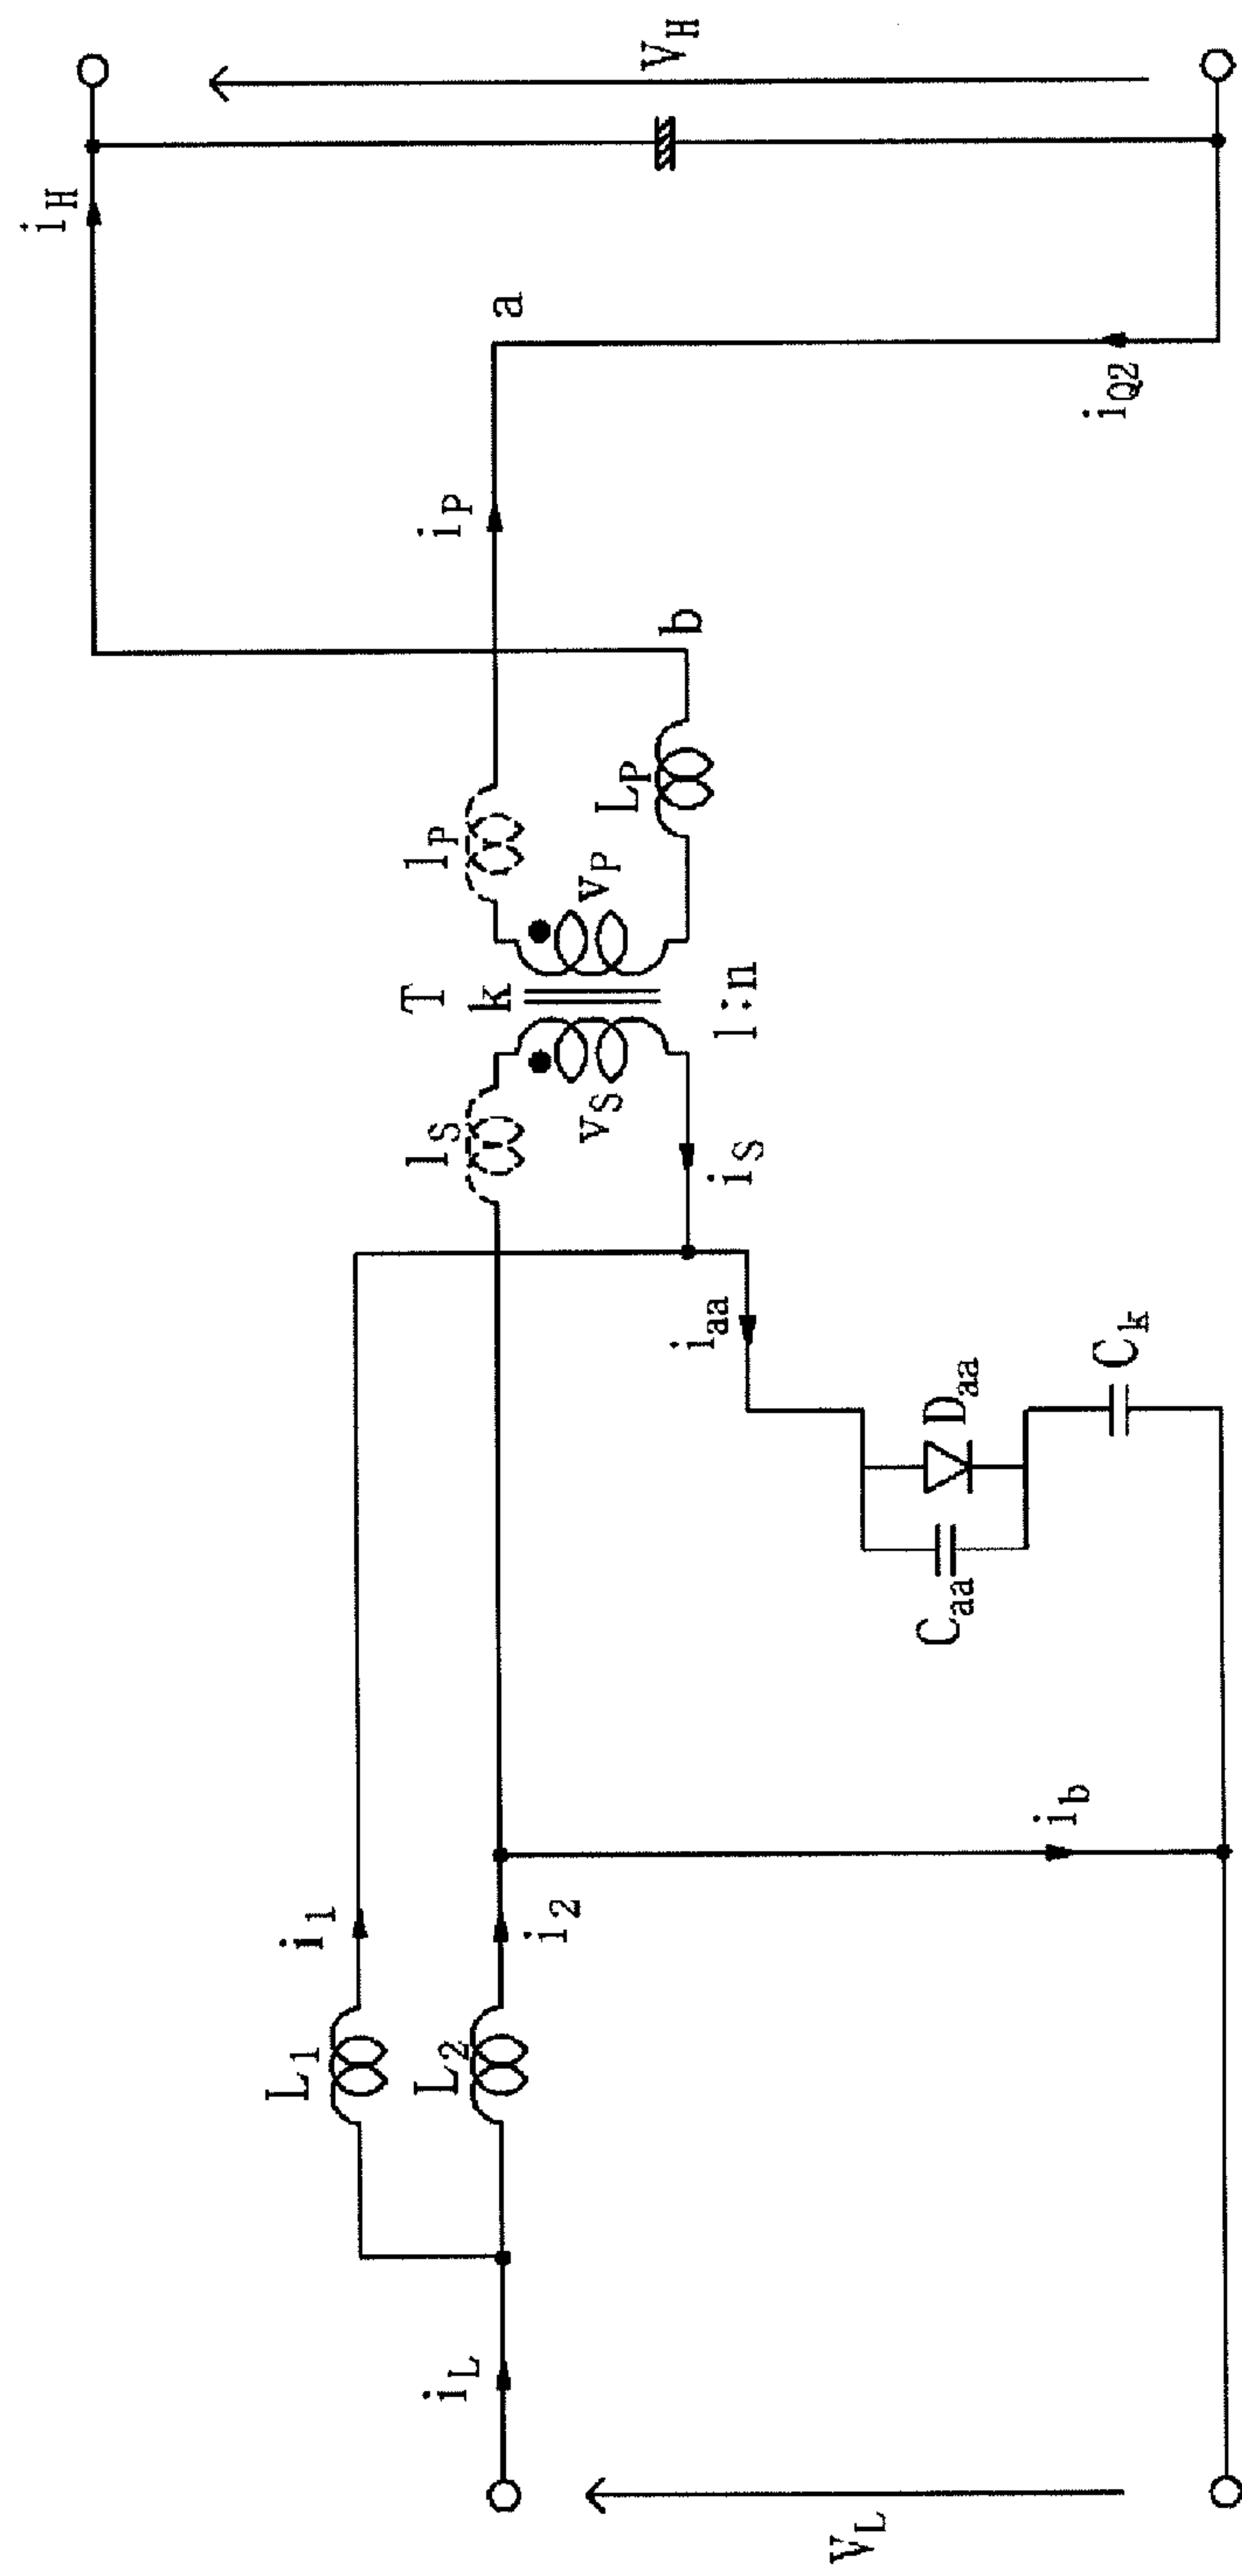 i_L
V_L
L_1
i_1
L_2
i_2
i_b
C_aa
D_aa
C_k
i_aa
i_S
l_S
v_S
T
k
1:n
l_P
v_P
L_P
i_P
b
a
i_Q2
i_H
V_H